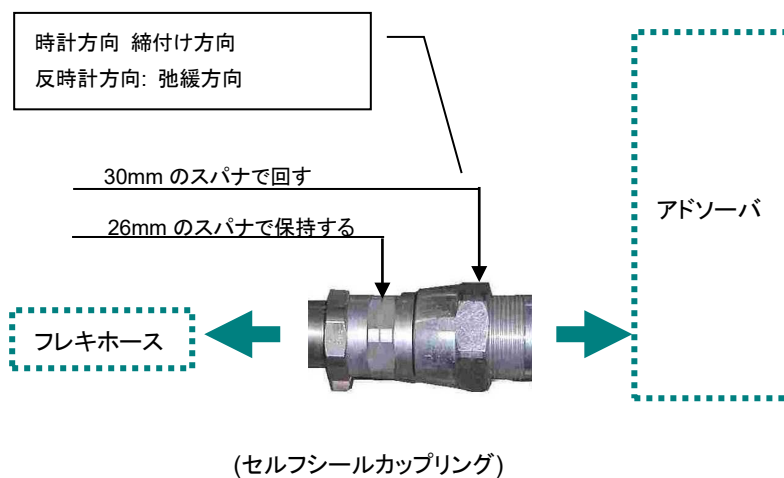 時計方向 締付け方向
反時計方向: 弛緩方向
30mm のスパナで回す
26mm のスパナで保持する
アドソーバ
フレキホース
(セルフシールカップリング)